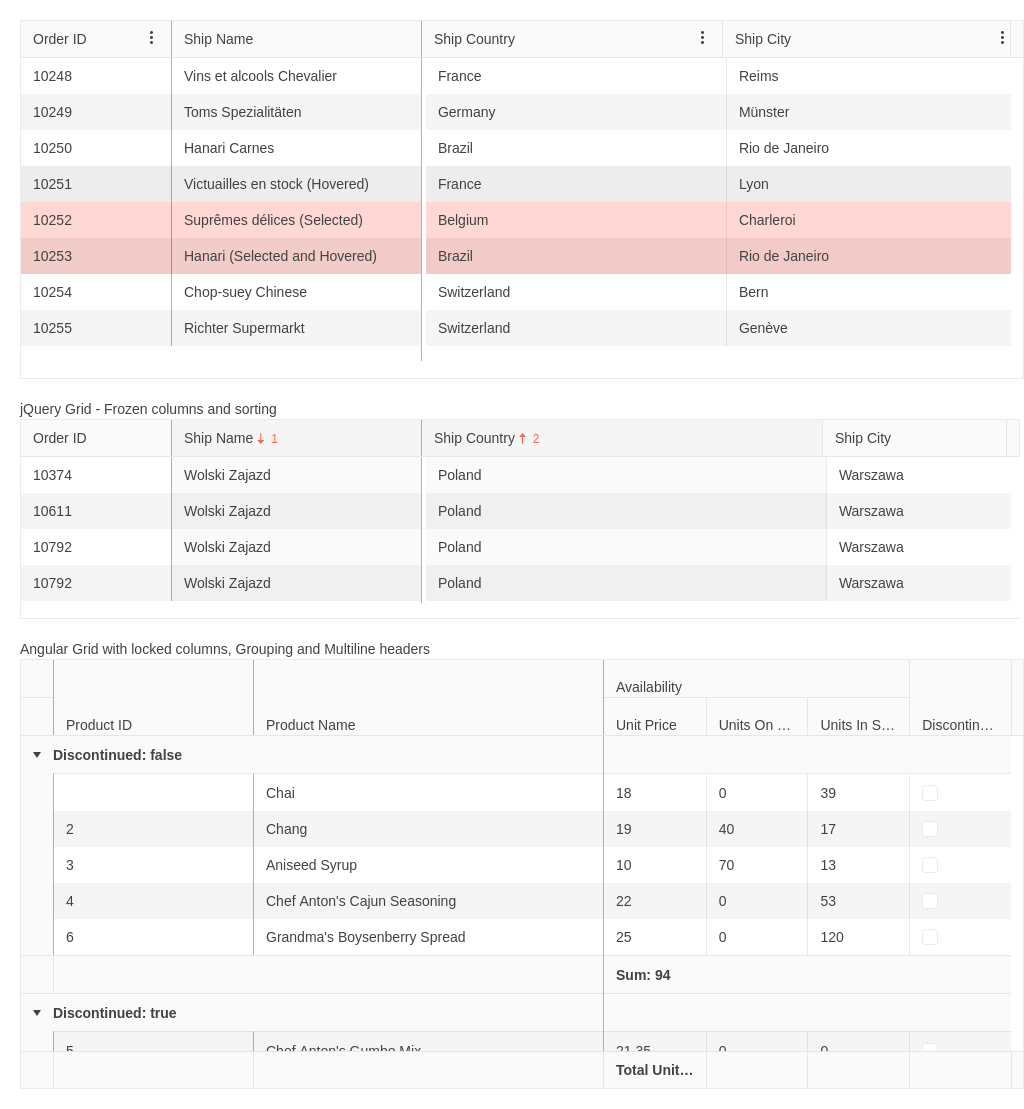 Order ID Ship Name Ship Country Ship City
10248 Vins et alcools Chevalier France Reims
10249 Toms Spezialitäten Germany Münster
10250 Hanari Carnes Brazil Rio de Janeiro
10251 Victuailles en stock (Hovered) France Lyon
10252 Suprêmes délices (Selected) Belgium Charleroi
10253 Hanari (Selected and Hovered) Brazil Rio de Janeiro
10254 Chop-suey Chinese Switzerland Bern
10255 Richter Supermarkt Switzerland Genève
jQuery Grid - Frozen columns and sorting
Order ID Ship Name 1 Ship Country 2 Ship City
10374 Wolski Zajazd Poland Warszawa
10611 Wolski Zajazd Poland Warszawa
10792 Wolski Zajazd Poland Warszawa
10792 Wolski Zajazd Poland Warszawa
Angular Grid with locked columns, Grouping and Multiline headers
Availability
Product ID Product Name Unit Price Units On ... Units In S... Discontin...
Discontinued: false
Chai 18 0 39
2 Chang 19 40 17
3 Aniseed Syrup 10 70 13
4 Chef Anton's Cajun Seasoning 22 0 53
6 Grandma's Boysenberry Spread 25 0 120
Sum: 94
Discontinued: true
5 Chef Anton's Gumbo Mix 21.35 0 0
Total Unit...